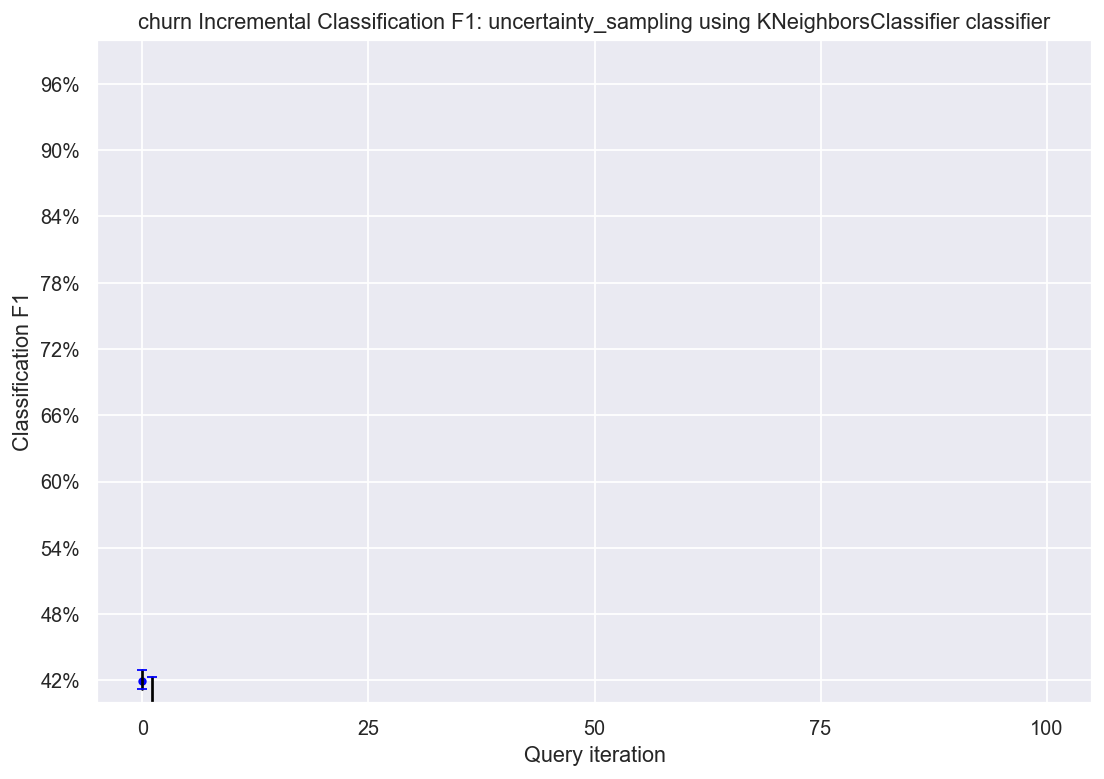 churn Incremental Classification F1: uncertainty_sampling using KNeighborsClassifier classifier
96%
90%
84%
78%
72%
66%
60%
54%
48%
42%
Classification F1
0 25 50 75 100
Query iteration